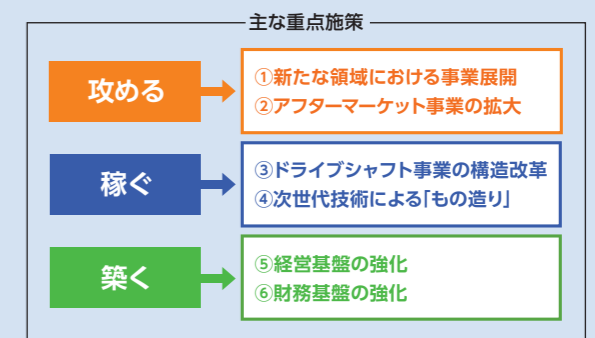 主な重点施策
攻める
①新たな領域における事業展開
②アフターマーケット事業の拡大
稼ぐ
③ドライブシャフト事業の構造改革
④次世代技術による「もの造り」
築く
⑤経営基盤の強化
⑥財務基盤の強化